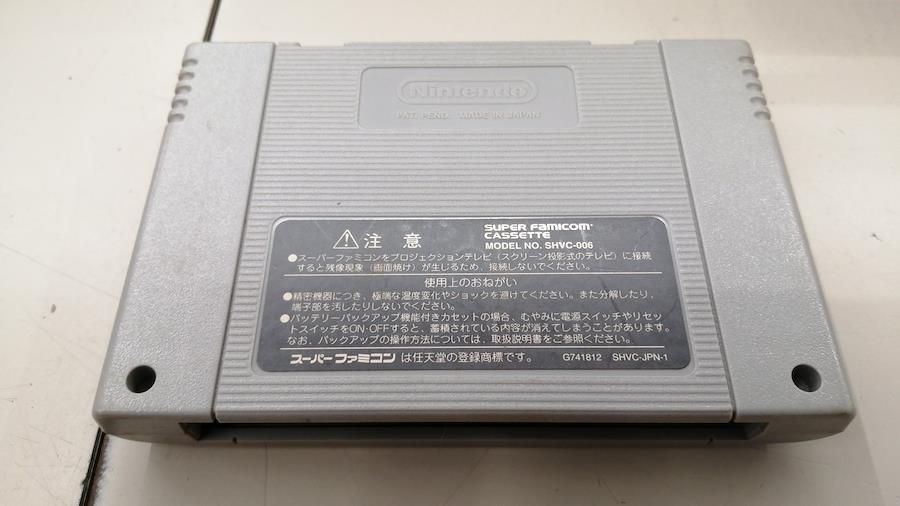 Nintendo
PAT. PEND. MADE IN JAPAN
⚠注 意
SUPER FAMICOM
CASSETTE
MODEL NO. SHVC-006
●スーパーファミコンをプロジェクションテレビ(スクリーン投影式のテレビ)に接続
すると残像現象(画面焼け)が生じるため、接続しないでください。
使用上のおねがい
●精密機器につき、極端な温度変化やショックを避けてください。また分解したり、
端子部を汚したりしないでください。
●バッテリーバックアップ機能付きカセットの場合、むやみに電源スイッチやリセッ
トスイッチをON・OFFすると、蓄積されている内容が消えてしまうことがあります。
なお、バックアップの操作方法については、取扱説明書をご参照ください。
スーパーファミコン は任天堂の登録商標です。 G741812 SHVC-JPN-1